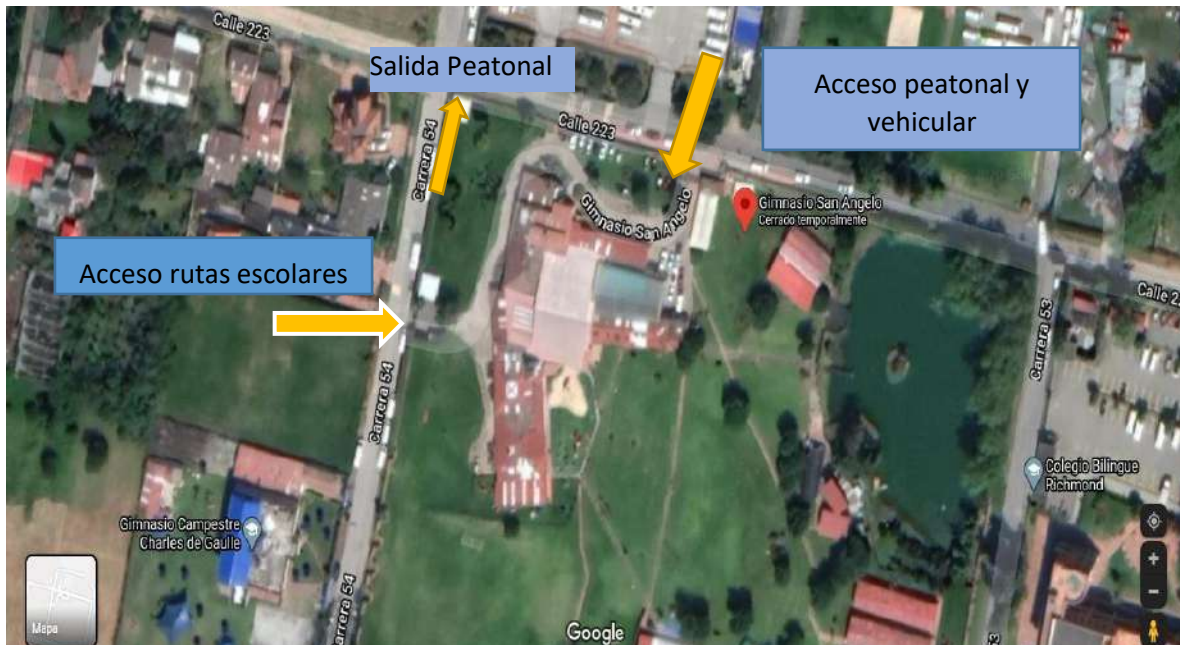 Calle 223
Salida Peatonal
Acceso peatonal y
vehicular
Calle 223
Carrera 54
Gimnasio San Angelo
Gimnasio San Angelo
Cerrado temporalmente
Acceso rutas escolares
Calle 2
Carrera 53
Carrera 54
Colegio Bilingue
Richmond
Gimnasio Campestre
Charles de Gaulle
Mapa
arrera 54
Google
53